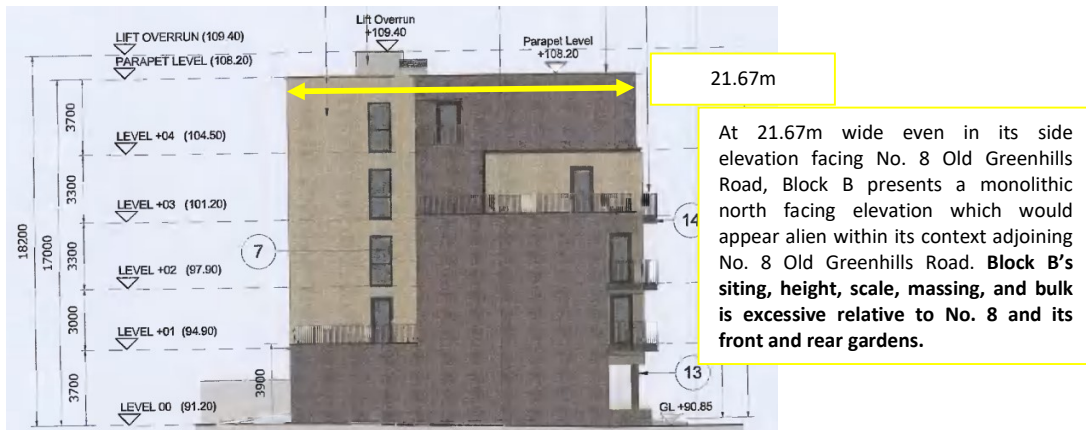 Lift Overrun
+109.40
LIFT OVERRUN (109.40)
PARAPET LEVEL (108.20)
Parapet Level
+108.20
21.67m
3700
LEVEL +04 (104.50)
3300
LEVEL +03 (101.20)
14
18200
17000
3300
7
LEVEL +02 (97.90)
3000
LEVEL +01 (94.90)
3700
3900
13
LEVEL 00 (91.20)
GL +90.85
At 21.67m wide even in its side
elevation facing No. 8 Old Greenhills
Road, Block B presents a monolithic
north facing elevation which would
appear alien within its context adjoining
No. 8 Old Greenhills Road. Block B's
siting, height, scale, massing, and bulk
is excessive relative to No. 8 and its
front and rear gardens.